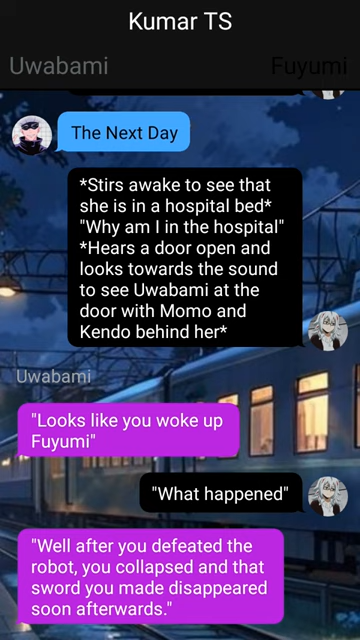 Kumar TS
Uwabami
Fuyumi
The Next Day
*Stirs awake to see that
she is in a hospital bed*
"Why am I in the hospital"
*Hears a door open and
looks towards the sound
to see Uwabami at the
door with Momo and
Kendo behind her*
Uwabami
"Looks like you woke up
Fuyumi"
"What happened"
"Well after you defeated the
robot, you collapsed and that
sword you made disappeared
soon afterwards."